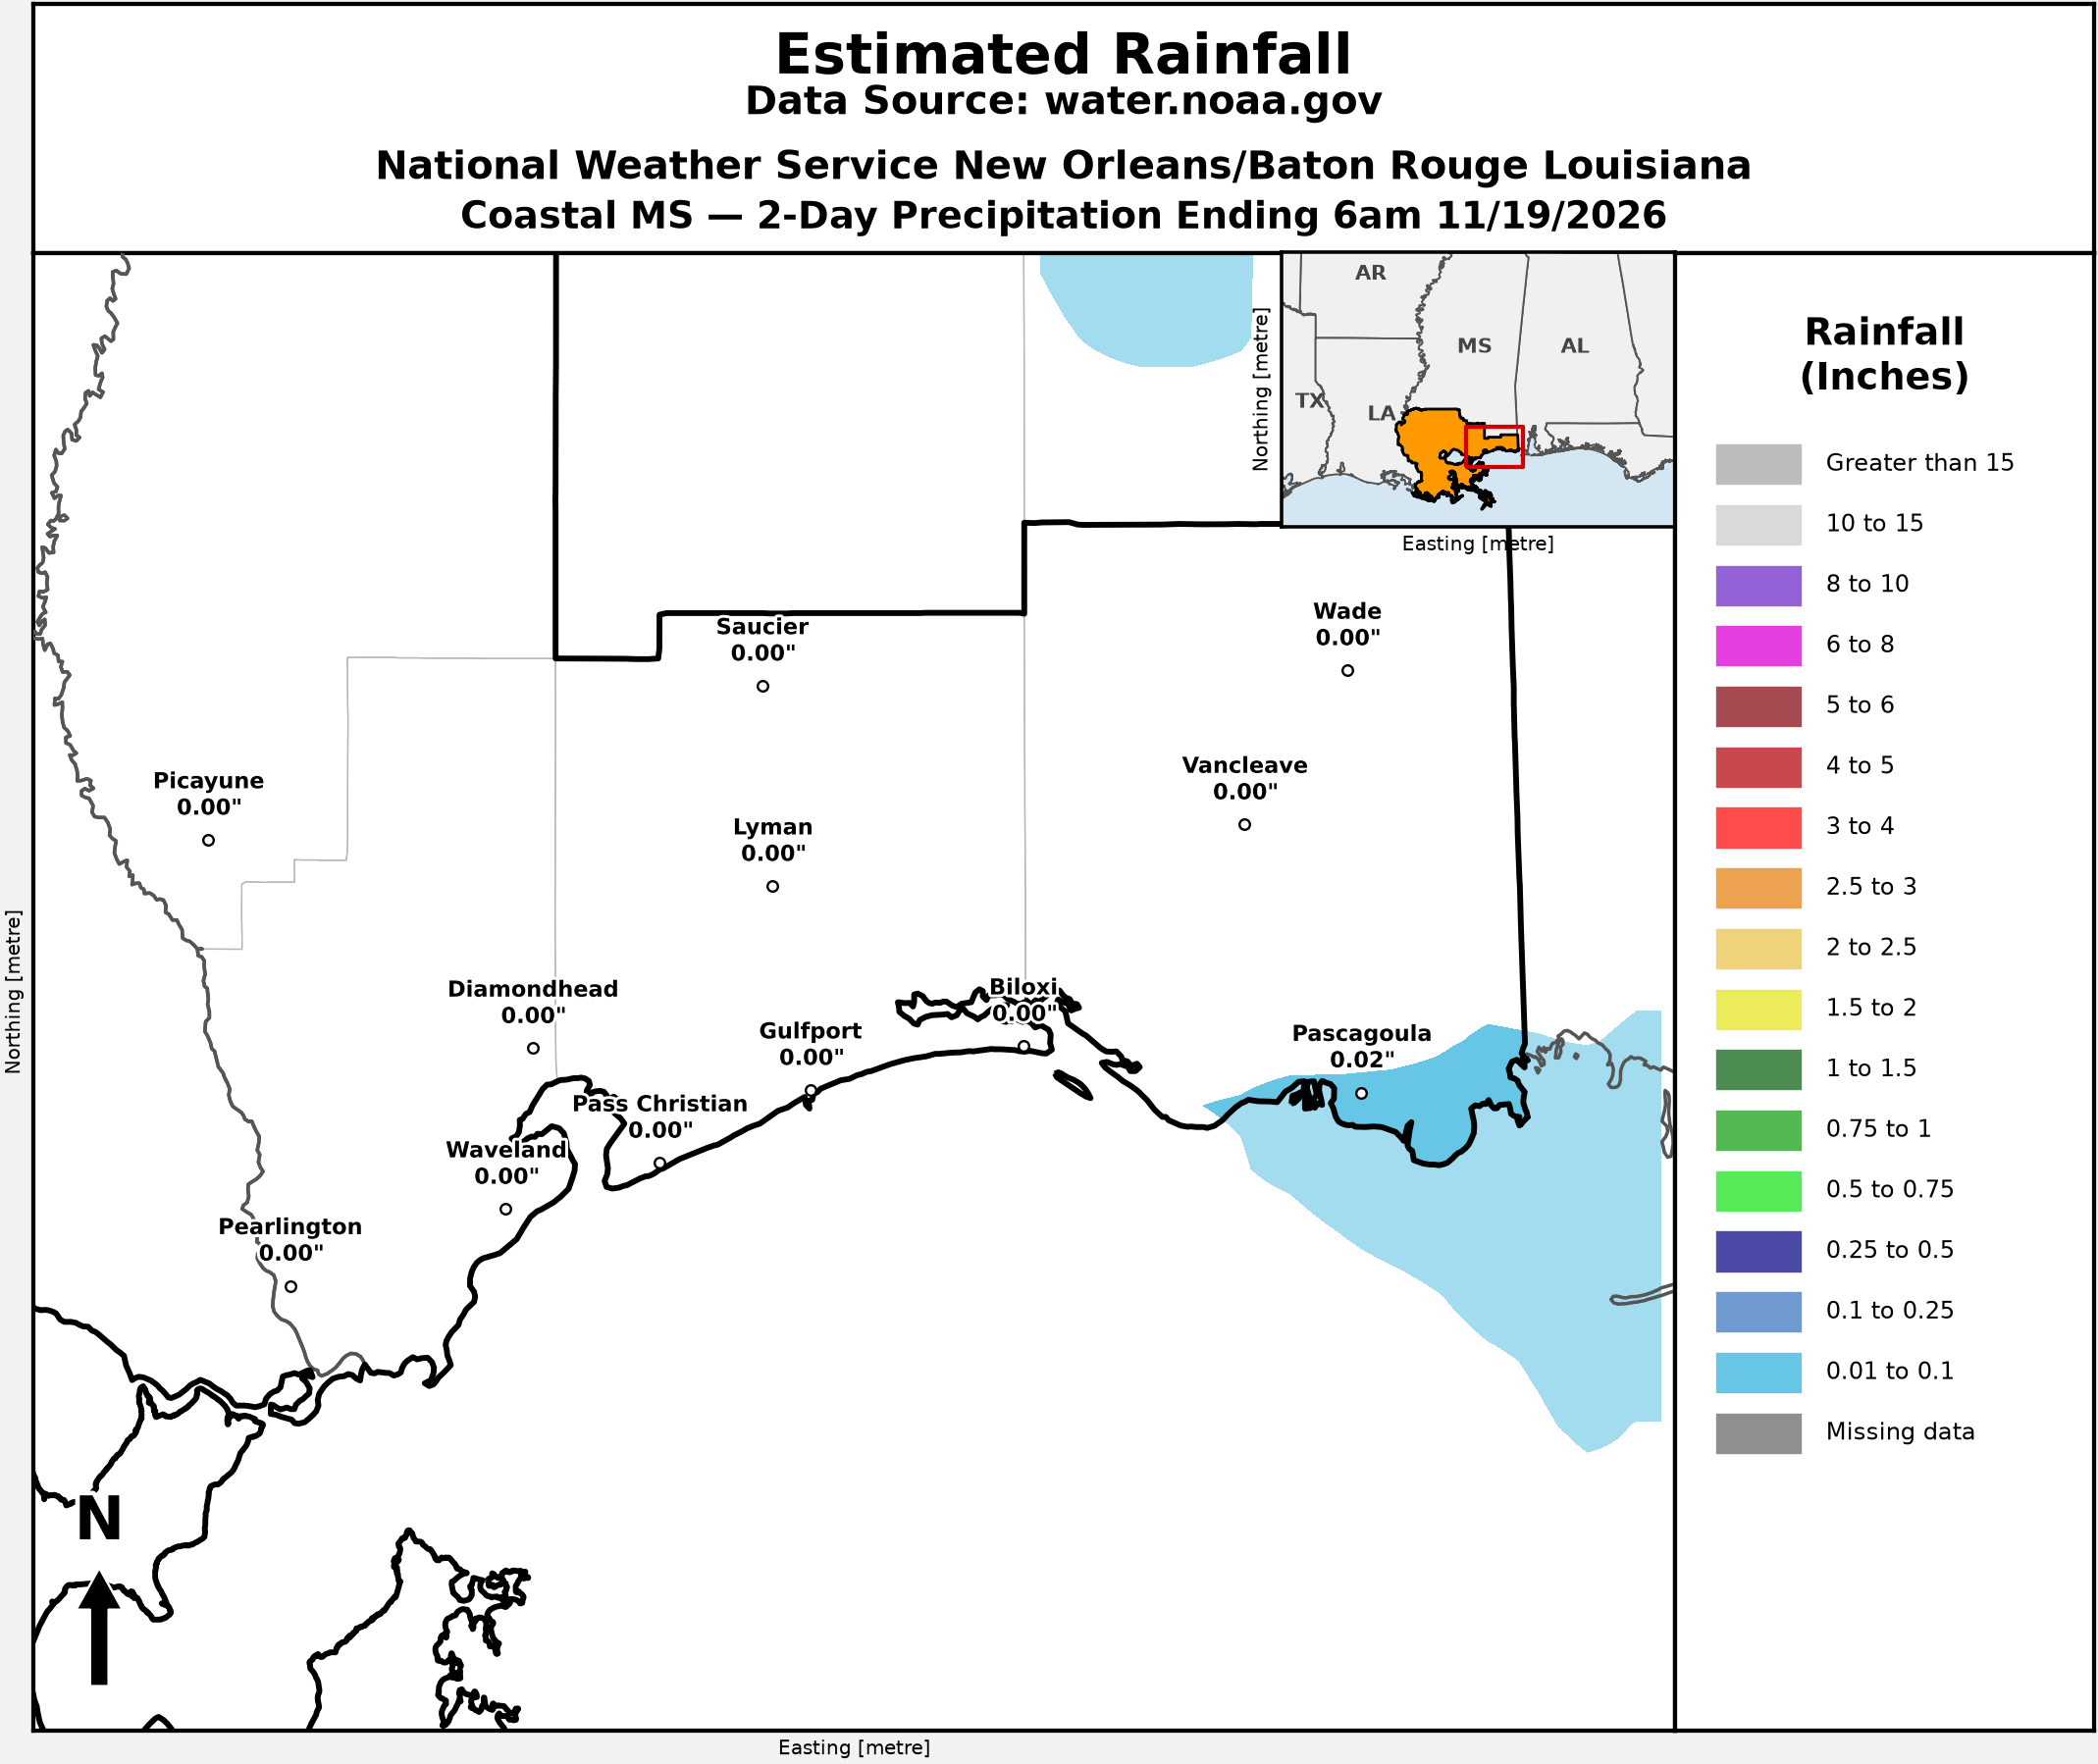 Estimated Rainfall
Data Source: water.noaa.gov
National Weather Service New Orleans/Baton Rouge Louisiana
Coastal MS — 2-Day Precipitation Ending 6am 11/19/2026
AR
MS
AL
TX
LA
Northing [metre]
Easting [metre]
Rainfall
(Inches)
Greater than 15
10 to 15
8 to 10
6 to 8
5 to 6
4 to 5
3 to 4
2.5 to 3
2 to 2.5
1.5 to 2
1 to 1.5
0.75 to 1
0.5 to 0.75
0.25 to 0.5
0.1 to 0.25
0.01 to 0.1
Missing data
Wade
0.00"
Saucier
0.00"
Vancleave
0.00"
Picayune
0.00"
Lyman
0.00"
Diamondhead
0.00"
Biloxi
0.00"
Gulfport
0.00"
Pascagoula
0.02"
Pass Christian
0.00"
Waveland
0.00"
Pearlington
0.00"
N
Northing [metre]
Easting [metre]